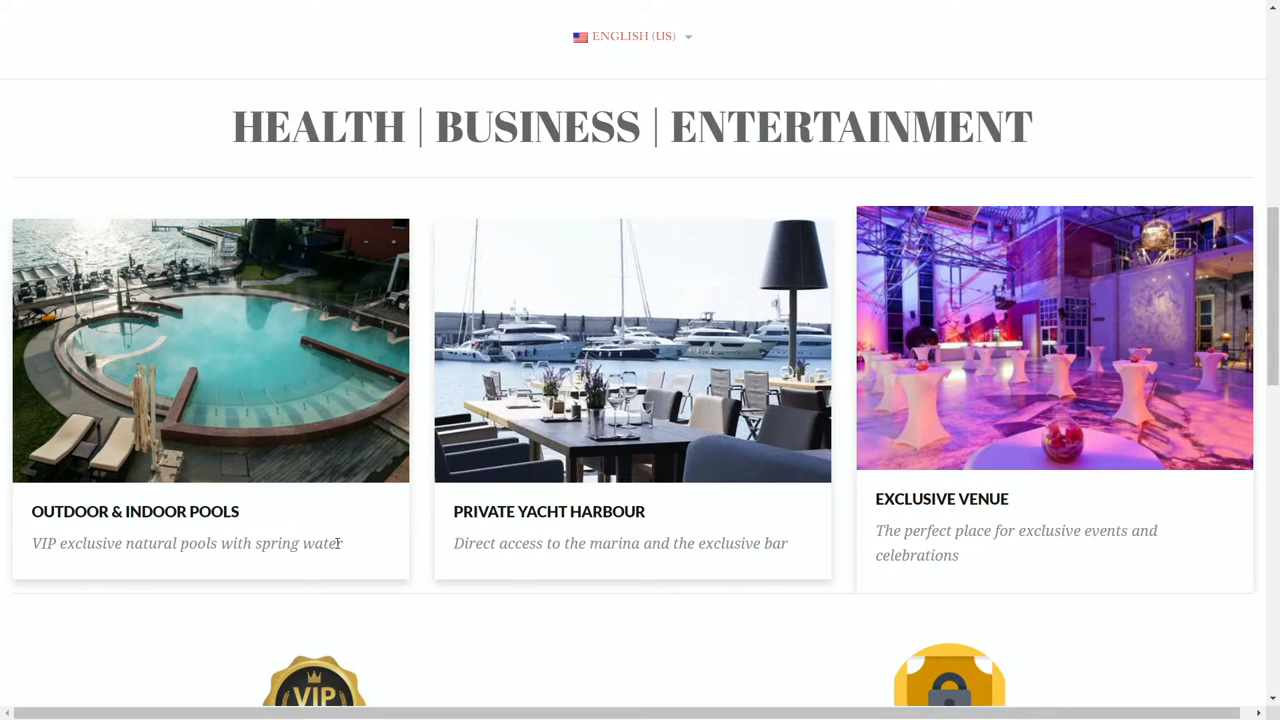 ENGLISH (US)
HEALTH | BUSINESS | ENTERTAINMENT
OUTDOOR & INDOOR POOLS
VIP exclusive natural pools with spring water
PRIVATE YACHT HARBOUR
Direct access to the marina and the exclusive bar
EXCLUSIVE VENUE
The perfect place for exclusive events and
celebrations
VIP